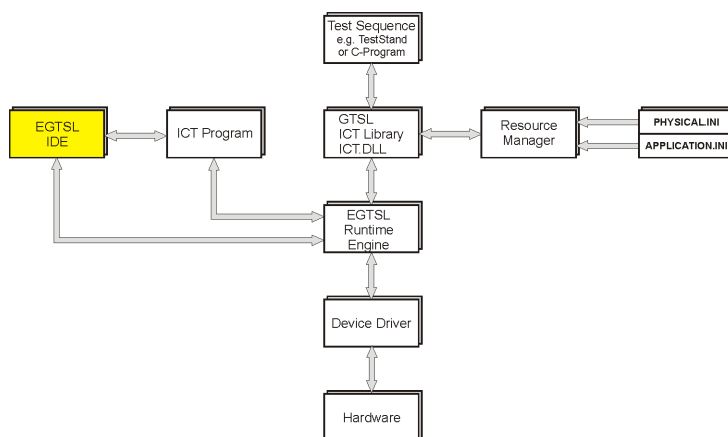 Test Sequence
e.g. TestStand
or C-Program
EGTSL
IDE
ICT Program
GTSL
ICT Library
ICT.DLL
Resource
Manager
PHYSICAL.INI
APPLICATION.INI
EGTSL
Runtime
Engine
Device Driver
Hardware